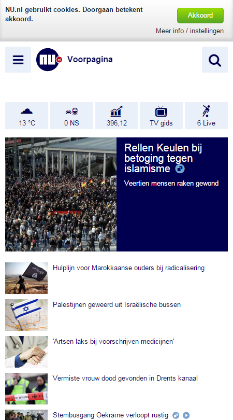 NU.nl gebruikt cookies. Doorgaan betekent
akkoord.
Akkoord
Meer info / instellingen
NU.nl Voorpagina
13 °C
0 NS
396,12
TV gids
6 Live
Rellen Keulen bij
betoging tegen
islamisme
Veertien mensen raken gewond
Hulplijn voor Marokkaanse ouders bij radicalisering
Palestijnen geweerd uit Israëlische bussen
'Artsen laks bij voorschrijven medicijnen'
Vermiste vrouw dood gevonden in Drents kanaal
Stembusgang Oekraine verloopt rustig